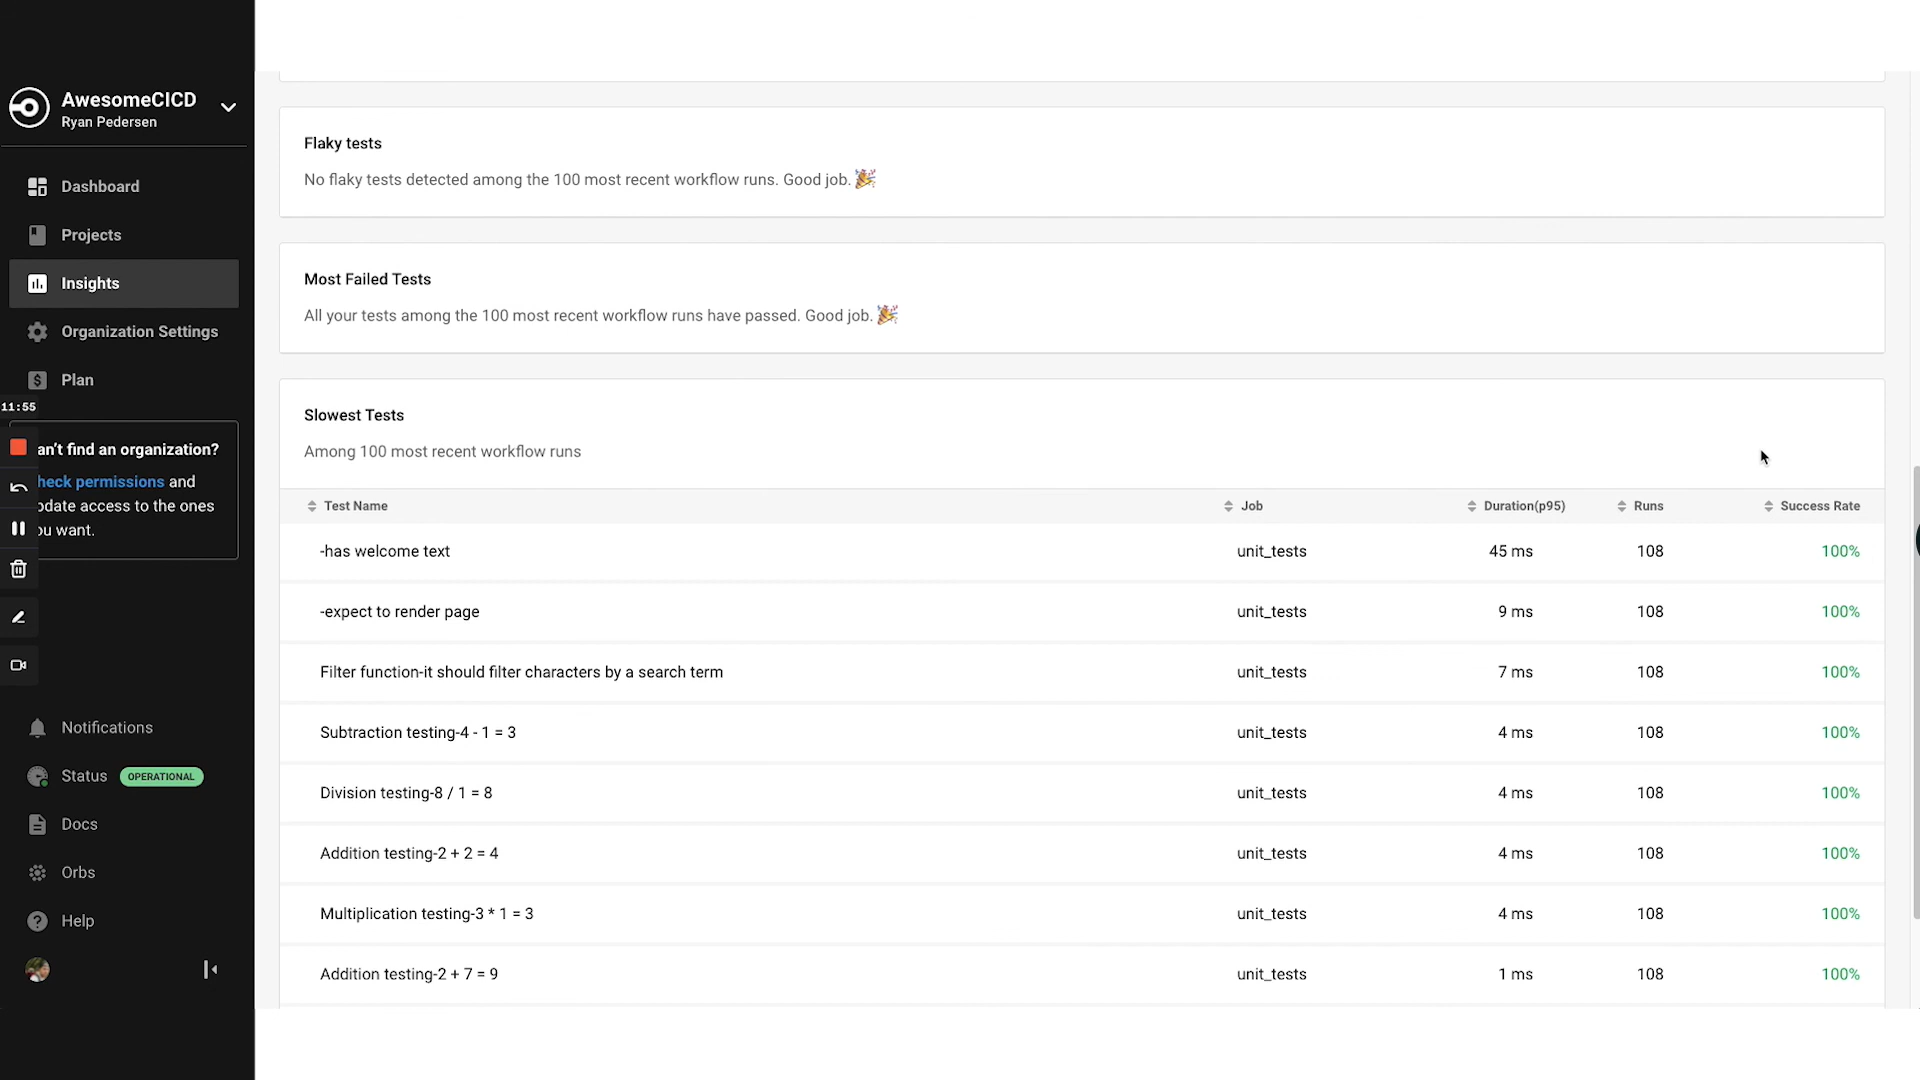 AwesomeCICD
Ryan Pedersen
Dashboard
Projects
Insights
Organization Settings
Plan
11:55
an't find an organization?
heck permissions and
pdate access to the ones
ou want.
Notifications
Status OPERATIONAL
Docs
Orbs
Help
Flaky tests
No flaky tests detected among the 100 most recent workflow runs. Good job. 🎉
Most Failed Tests
All your tests among the 100 most recent workflow runs have passed. Good job. 🎉
Slowest Tests
Among 100 most recent workflow runs
Test Name Job Duration(p95) Runs Success Rate
-has welcome text unit_tests 45 ms 108 100%
-expect to render page unit_tests 9 ms 108 100%
Filter function-it should filter characters by a search term unit_tests 7 ms 108 100%
Subtraction testing-4 - 1 = 3 unit_tests 4 ms 108 100%
Division testing-8 / 1 = 8 unit_tests 4 ms 108 100%
Addition testing-2 + 2 = 4 unit_tests 4 ms 108 100%
Multiplication testing-3 * 1 = 3 unit_tests 4 ms 108 100%
Addition testing-2 + 7 = 9 unit_tests 1 ms 108 100%